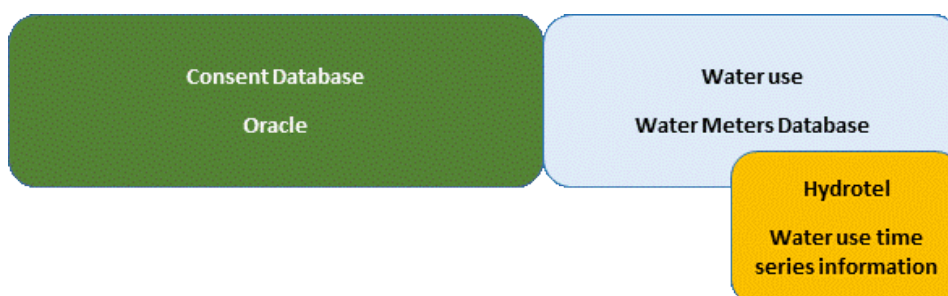 Consent Database
Oracle
Water use
Water Meters Database
Hydrotel
Water use time
series information